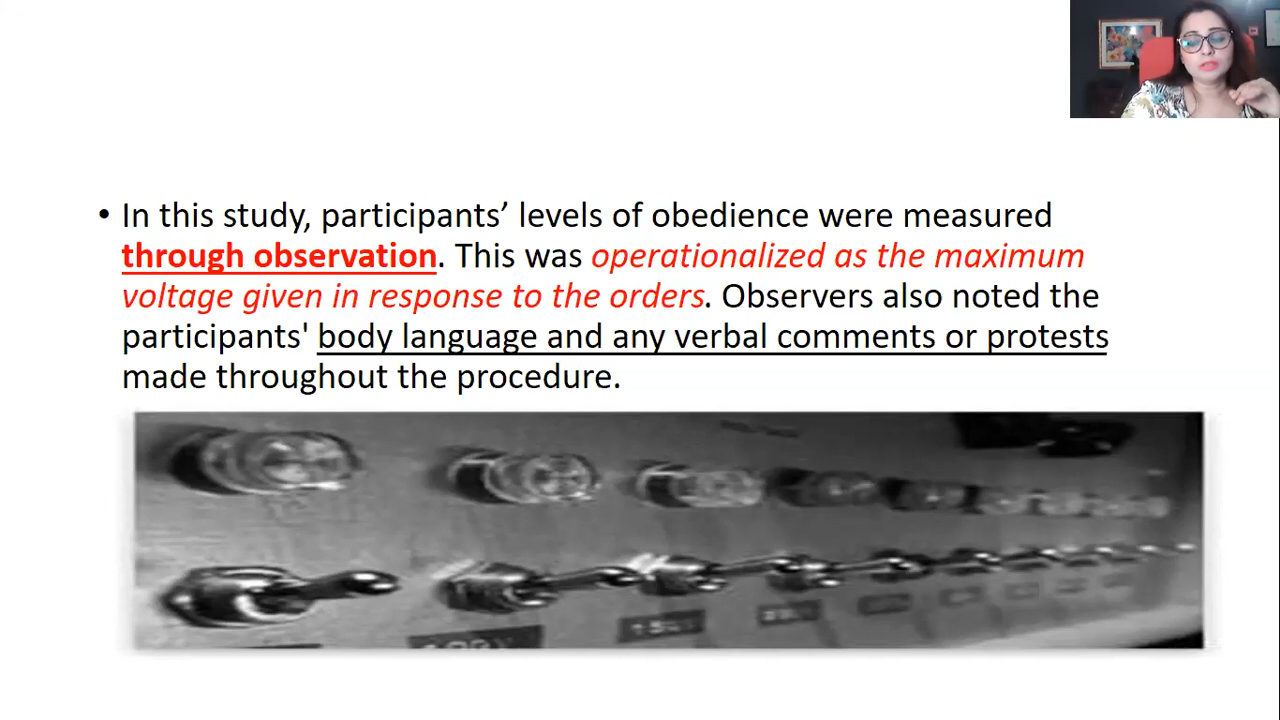 • In this study, participants’ levels of obedience were measured
through observation. This was operationalized as the maximum
voltage given in response to the orders. Observers also noted the
participants' body language and any verbal comments or protests
made throughout the procedure.